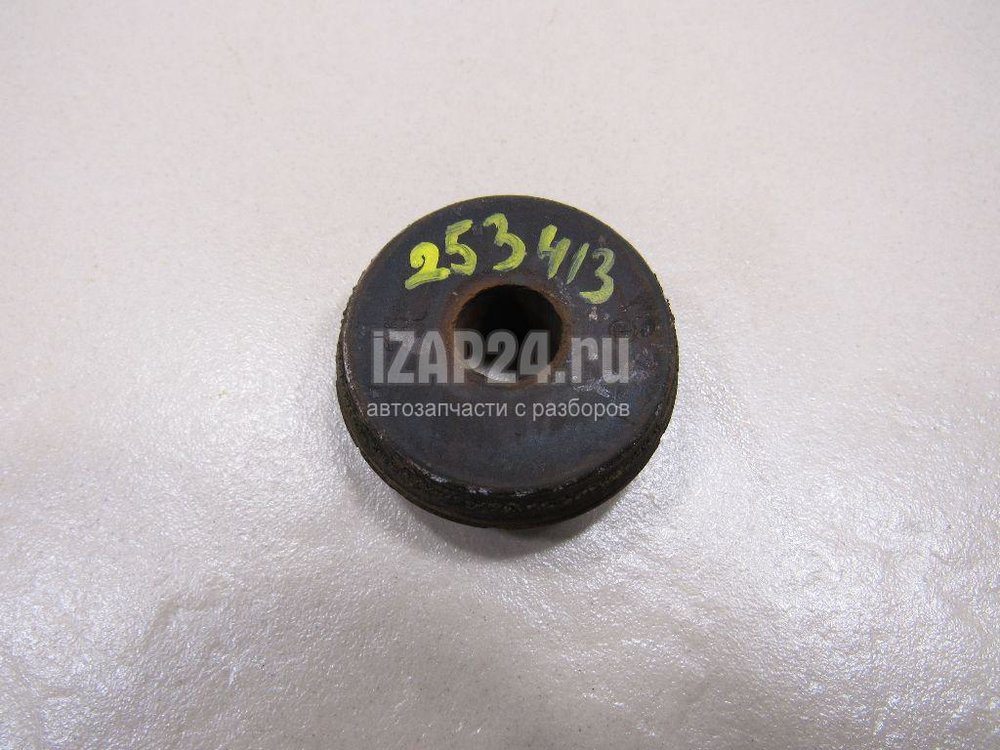 253413
iZAP24.ru
автозапчасти с разборов